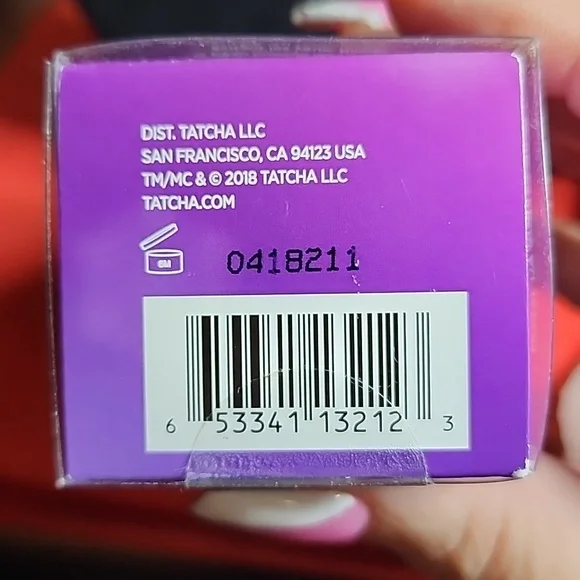 DIST. TATCHA LLC
SAN FRANCISCO, CA 94123 USA
TM/MC & © 2018 TATCHA LLC
TATCHA.COM
6M
0418211
6 53341 13212 3